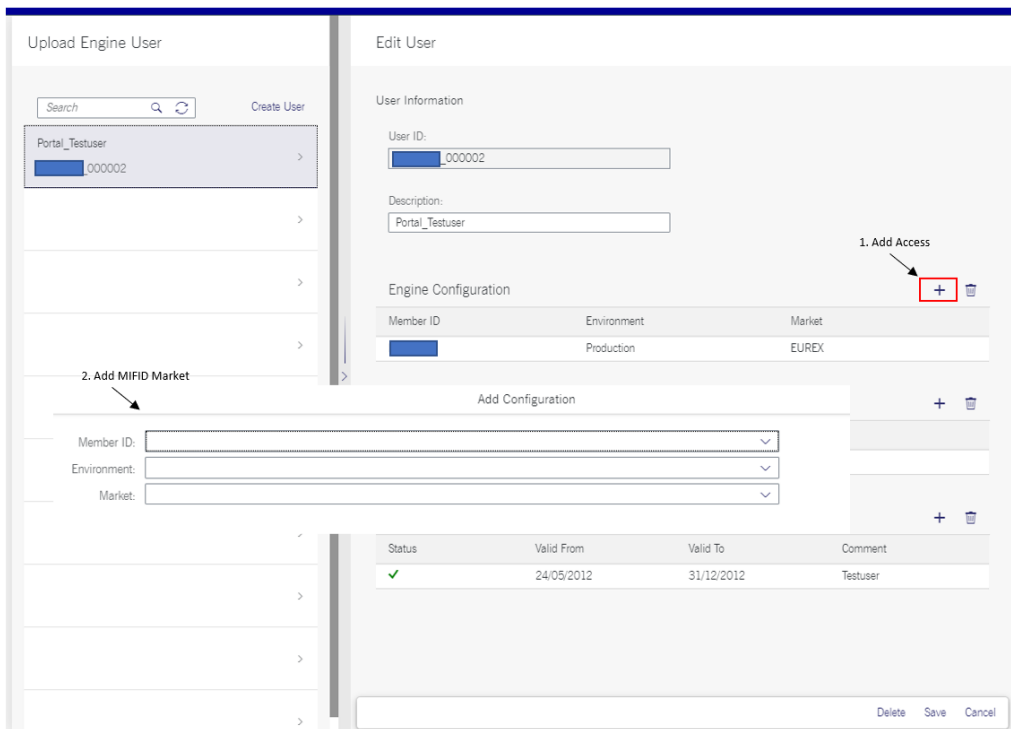 Upload Engine User
Search
Create User
Portal_Testuser
_000002
Edit User
User Information
User ID:
_000002
Description:
Portal_Testuser
1. Add Access
Engine Configuration
Member ID Environment Market
Production EUREX
2. Add MIFID Market
Add Configuration
Member ID:
Environment:
Market:
Status Valid From Valid To Comment
24/05/2012 31/12/2012 Testuser
Delete Save Cancel